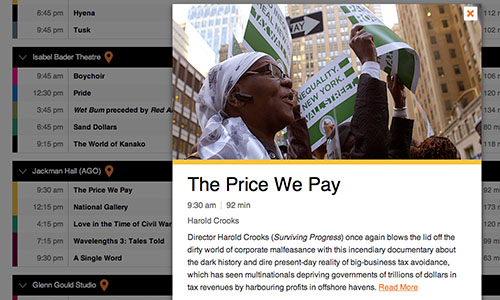 6:45 pm Hyena
9:45 pm Tusk
Isabel Bader Theatre
9:45 am Boychoir
12:30 pm Pride
3:45 pm Wet Bum preceded by Red
6:45 pm Sand Dollars
9:15 pm The World of Kanako
Jackman Hall (AGO)
9:30 am The Price We Pay
12:15 pm National Gallery
4:15 pm Love in the Time of Civil War
7:15 pm Wavelengths 3: Tales Told
9:30 pm A Single Word
Glenn Gould Studio
WALL STREET
EQUALITY.
NEW YORK.
The Price We Pay
9:30 am | 92 min
Harold Crooks
Director Harold Crooks (Surviving Progress) once again blows the lid off the
dirty world of corporate malfeasance with this incendiary documentary about
the dark history and dire present-day reality of big-business tax avoidance,
which has seen multinationals depriving governments of trillions of dollars in
tax revenues by harbouring profits in offshore havens. Read More